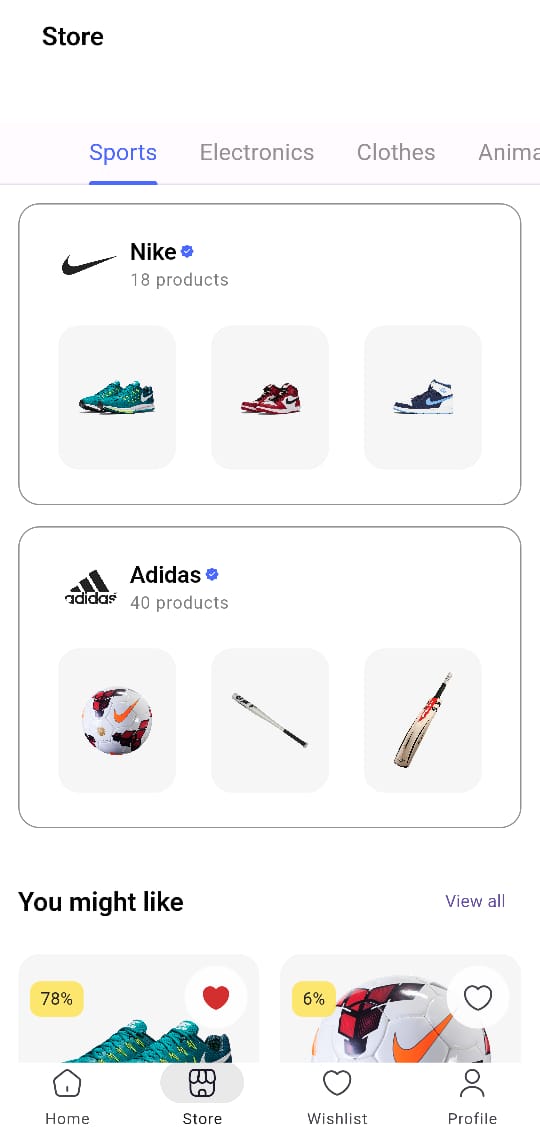 Store
Sports Electronics Clothes Anima
Nike
18 products
adidas
Adidas
40 products
You might like View all
78% 6%
Home Store Wishlist Profile